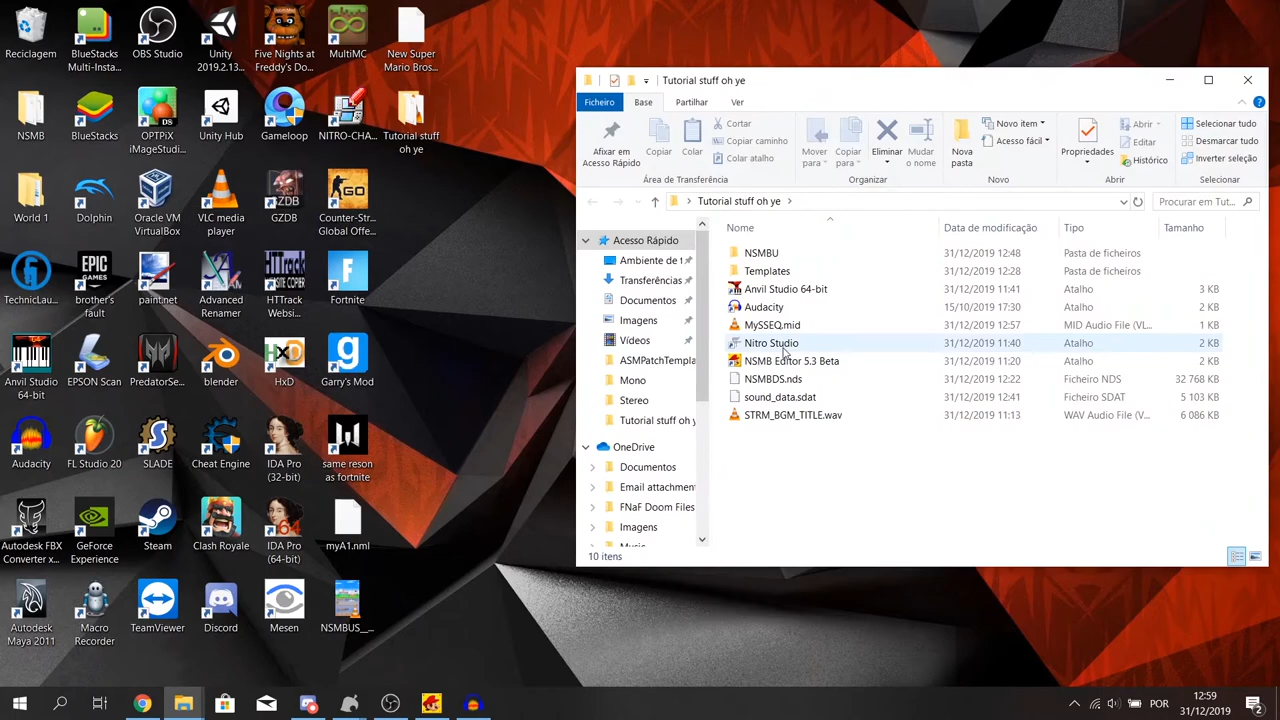 Reciclagem
BlueStacks
Multi-Insta...
OBS Studio
Unity
2019.2.13...
Five Nights at
Freddy's Do...
MultiMC
New Super
Mario Bros...
NSMB
BlueStacks
OPTPiX
iMageStudi...
Unity Hub
Gameloop
NITRO-CHA...
Tutorial stuff
oh ye
World 1
Dolphin
Oracle VM
VirtualBox
VLC media
player
GZDB
Counter-Str...
Global Offe...
TechnicLau...
brother's
fault
paintnet
Advanced
Renamer
HTTrack
Websi...
Fortnite
Anvil Studio
64-bit
EPSON Scan
PredatorSe...
blender
HxD
Garry's Mod
Audacity
FL Studio 20
SLADE
Cheat Engine
IDA Pro
(32-bit)
same reson
as fortnite
Autodesk FBX
Converter x...
GeForce
Experience
Steam
Clash Royale
IDA Pro
(64-bit)
myA1.nml
Autodesk
Maya 2011
Macro
Recorder
TeamViewer
Discord
Mesen
NSMBUS__...
Tutorial stuff oh ye
Ficheiro Base Partilhar Ver
Afixar em
Acesso Rápido
Copiar
Colar
Cortar
Copiar caminho
Colar atalho
Área de Transferência
Mover
para
Copiar
para
Eliminar
Mudar
o nome
Organizar
Nova
pasta
Novo item
Acesso fácil
Novo
Propriedades
Abrir
Editar
Histórico
Abrir
Selecionar tudo
Desmarcar tudo
Inverter seleção
Selecionar
Tutorial stuff oh ye
Procurar em Tut...
Acesso Rápido
Ambiente de t
Transferências
Documentos
Imagens
Vídeos
ASMPatchTempla
Mono
Stereo
Tutorial stuff oh y
OneDrive
Documentos
Email attachment
FNaF Doom Files
Imagens
Nome Data de modificação Tipo Tamanho
NSMBU 31/12/2019 12:48 Pasta de ficheiros
Templates 31/12/2019 12:28 Pasta de ficheiros
Anvil Studio 64-bit 31/12/2019 11:41 Atalho 3 KB
Audacity 15/10/2019 17:30 Atalho 2 KB
MySSEQ.mid 31/12/2019 12:57 MID Audio File (VL... 1 KB
Nitro Studio 31/12/2019 11:40 Atalho 2 KB
NSMB Editor 5.3 Beta 31/12/2019 11:20 Atalho 2 KB
NSMBDS.nds 31/12/2019 12:22 Ficheiro NDS 32 768 KB
sound_data.sdat 31/12/2019 12:41 Ficheiro SDAT 5 103 KB
STRM_BGM_TITLE.wav 31/12/2019 11:13 WAV Audio File (V... 6 086 KB
10 itens
POR
12:59
31/12/2019
2